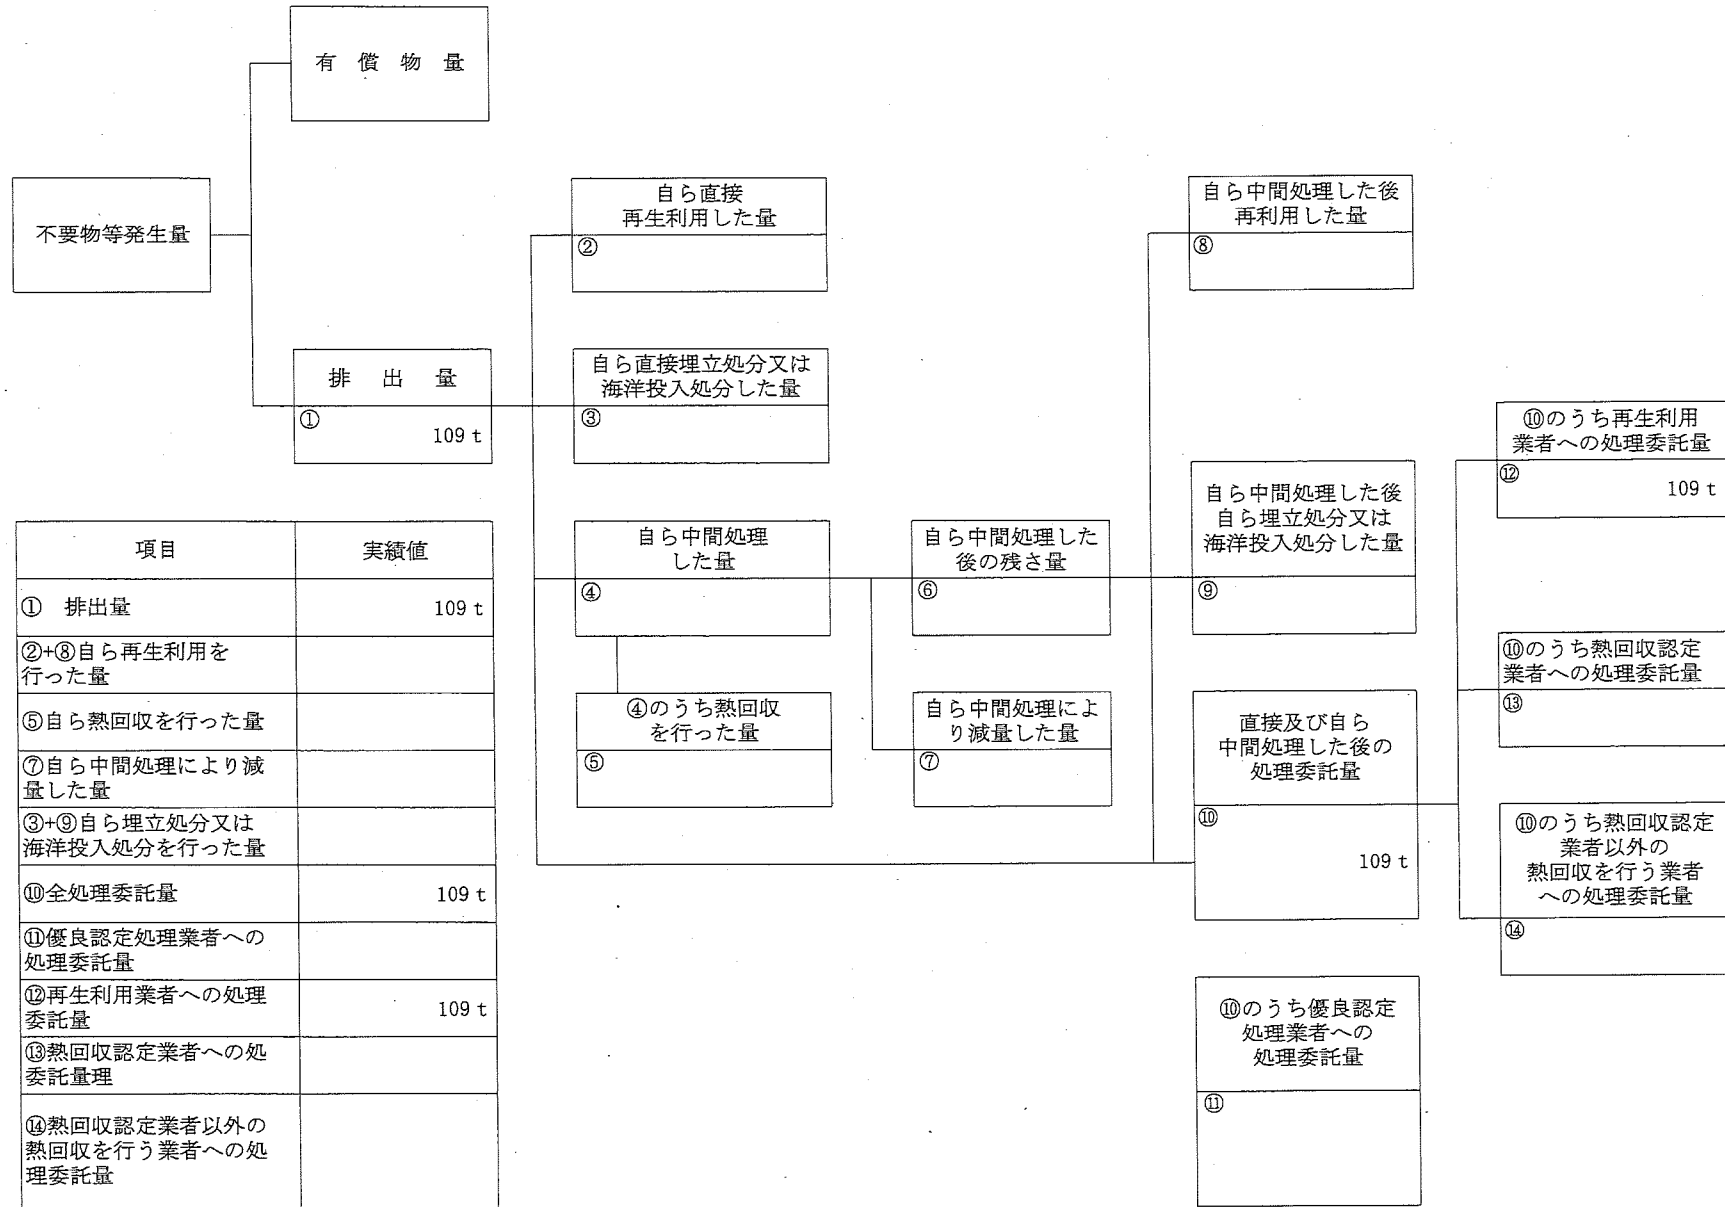 有償物量
不要物等発生量
排出量
①
109 t
自ら直接
再生利用した量
②
自ら直接埋立処分又は
海洋投入処分した量
③
自ら中間処理
した量
④
④のうち熱回収
を行った量
⑤
自ら中間処理した
後の残さ量
⑥
自ら中間処理によ
り減量した量
⑦
自ら中間処理した後
再利用した量
⑧
自ら中間処理した後
自ら埋立処分又は
海洋投入処分した量
⑨
直接及び自ら
中間処理した後の
処理委託量
⑩
109 t
⑩のうち優良認定
処理業者への
処理委託量
⑪
⑩のうち再生利用
業者への処理委託量
⑫
109 t
⑩のうち熱回収認定
業者への処理委託量
⑬
⑩のうち熱回収認定
業者以外の
熱回収を行う業者
への処理委託量
⑭
項目 実績値
① 排出量 109 t
②+⑧自ら再生利用を
行った量
⑤自ら熱回収を行った量
⑦自ら中間処理により減
量した量
③+⑨自ら埋立処分又は
海洋投入処分を行った量
⑩全処理委託量 109 t
⑪優良認定処理業者への
処理委託量
⑫再生利用業者への処理
委託量 109 t
⑬熱回収認定業者への処
委託量理
⑭熱回収認定業者以外の
熱回収を行う業者への処
理委託量